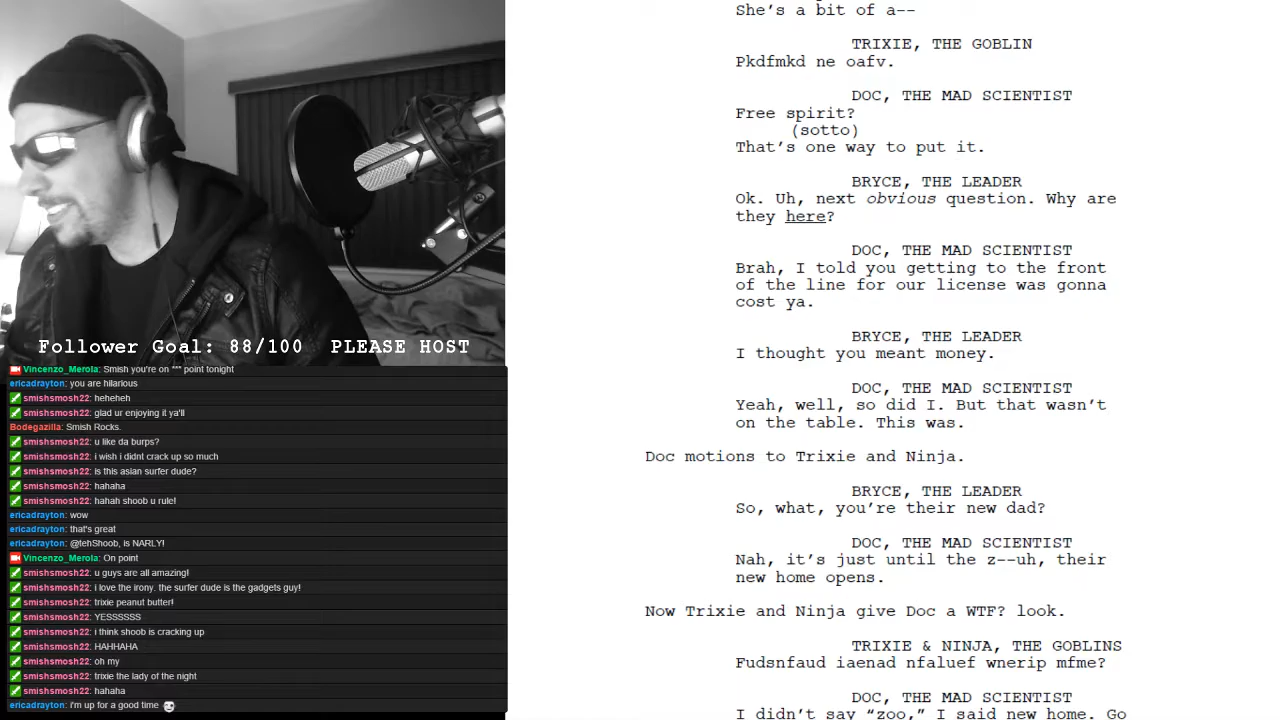 Follower Goal: 88/100 PLEASE HOST
Vincenzo_Merola: Smish you're on *** point tonight
ericadrayton: you are hilarious
smishsmosh22: heheheh
smishsmosh22: glad ur enjoying it ya'll
Bodegazilla: Smish Rocks.
smishsmosh22: u like da burps?
smishsmosh22: i wish i didnt crack up so much
smishsmosh22: is this asian surfer dude?
smishsmosh22: hahaha
smishsmosh22: hahah shoob u rule!
ericadrayton: wow
ericadrayton: that's great
ericadrayton: @tehShoob, is NARLY!
Vincenzo_Merola: On point
smishsmosh22: u guys are all amazing!
smishsmosh22: i love the irony. the surfer dude is the gadgets guy!
smishsmosh22: trixie peanut butter!
smishsmosh22: YESSSSSS
smishsmosh22: i think shoob is cracking up
smishsmosh22: HAHHAHA
smishsmosh22: oh my
smishsmosh22: trixie the lady of the night
smishsmosh22: hahaha
ericadrayton: i'm up for a good time
She's a bit of a--
TRIXIE, THE GOBLIN
Pkdfmkd ne oafv.
DOC, THE MAD SCIENTIST
Free spirit?
(sotto)
That's one way to put it.
BRYCE, THE LEADER
Ok. Uh, next obvious question. Why are
they here?
DOC, THE MAD SCIENTIST
Brah, I told you getting to the front
of the line for our license was gonna
cost ya.
BRYCE, THE LEADER
I thought you meant money.
DOC, THE MAD SCIENTIST
Yeah, well, so did I. But that wasn't
on the table. This was.
Doc motions to Trixie and Ninja.
BRYCE, THE LEADER
So, what, you're their new dad?
DOC, THE MAD SCIENTIST
Nah, it's just until the z--uh, their
new home opens.
Now Trixie and Ninja give Doc a WTF? look.
TRIXIE & NINJA, THE GOBLINS
Fudsnfaud iaenad nfaluef wnerip mfme?
DOC, THE MAD SCIENTIST
I didn't say "zoo," I said new home. Go